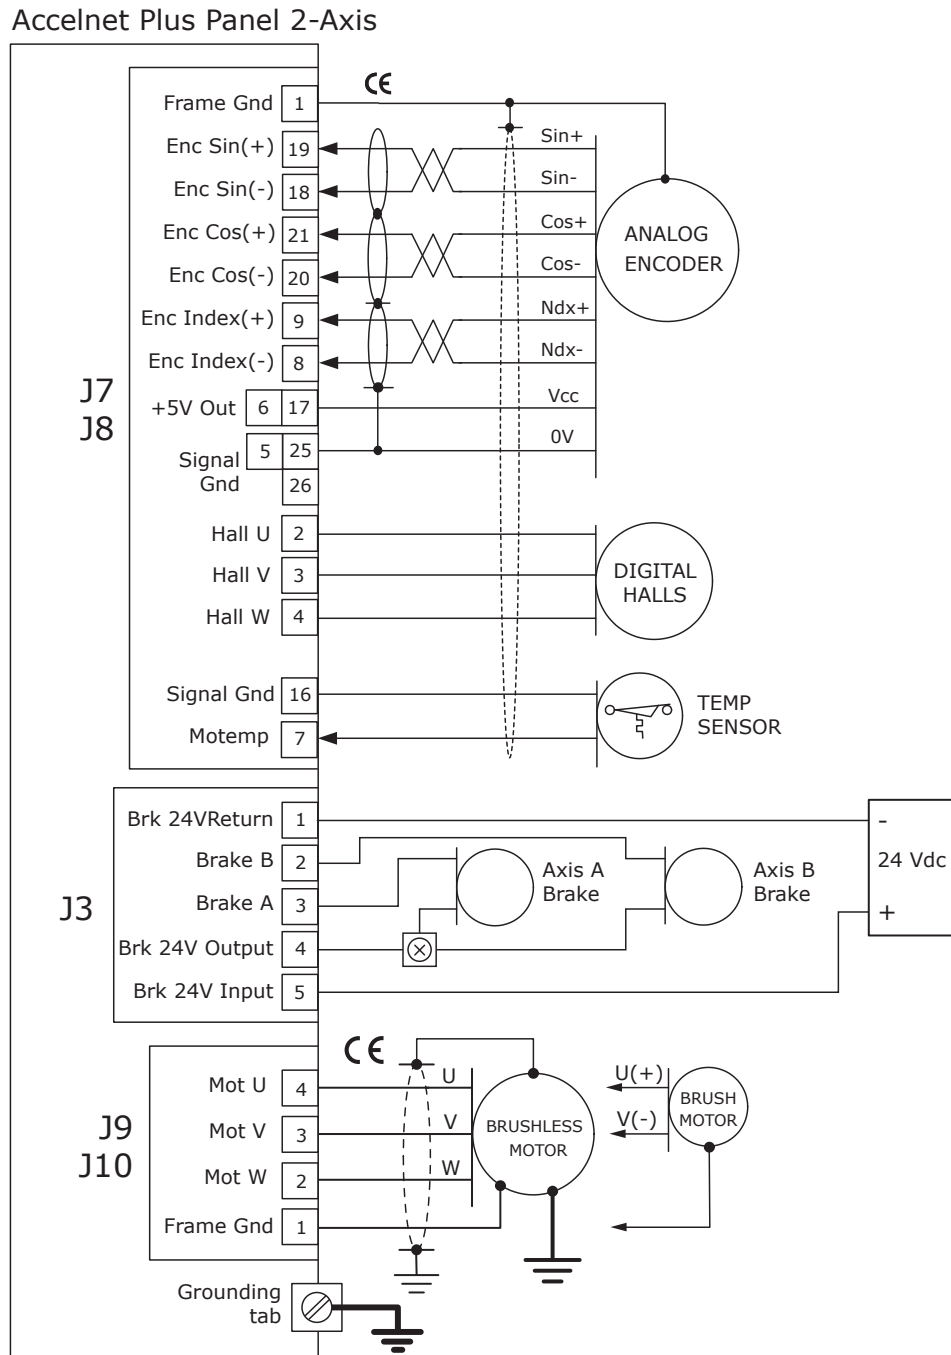 Accelnet Plus Panel 2-Axis
CE
Frame Gnd 1
Enc Sin(+) 19 Sin+
Enc Sin(-) 18 Sin-
Enc Cos(+) 21 Cos+
Enc Cos(-) 20 Cos-
ANALOG
ENCODER
Enc Index(+) 9 Ndx+
Enc Index(-) 8 Ndx-
J7
J8
+5V Out 6 17 Vcc
Signal
Gnd
5 25 0V
26
Hall U 2
Hall V 3
Hall W 4
DIGITAL
HALLS
Signal Gnd 16
Motemp 7
TEMP
SENSOR
J3
Brk 24VReturn 1
Brake B 2
Brake A 3
Brk 24V Output 4
Brk 24V Input 5
Axis A
Brake
Axis B
Brake
-
24 Vdc
+
CE
J9
J10
Mot U 4 U
Mot V 3 V
Mot W 2 W
Frame Gnd 1
BRUSHLESS
MOTOR
U(+)
V(-)
BRUSH
MOTOR
Grounding
tab